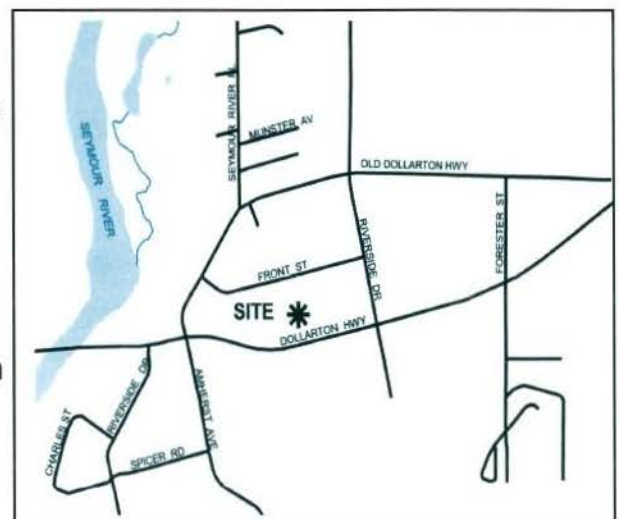 SEYMOUR RIVER
SEYMOUR RIVER
MUNSTER AV
OLD DOLLARTON HWY
RIVERSIDE DR
FORESTER ST
FRONT ST
SITE
DOLLARTON HWY
RIVERSIDE DR
AMHERST AVE
CHARLES ST
SPICER RD